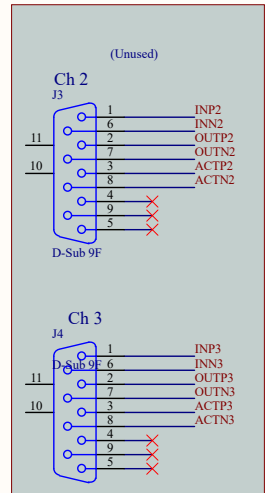 (Unused)
Ch 2
J3
1 INP2
6 INN2
11 2 OUTP2
7 OUTN2
10 3 ACTP2
8 ACTN2
4
9
5
D-Sub 9F
Ch 3
J4
1 INP3
D-Sub 9F 6 INN3
11 2 OUTP3
7 OUTN3
10 3 ACTP3
8 ACTN3
4
9
5